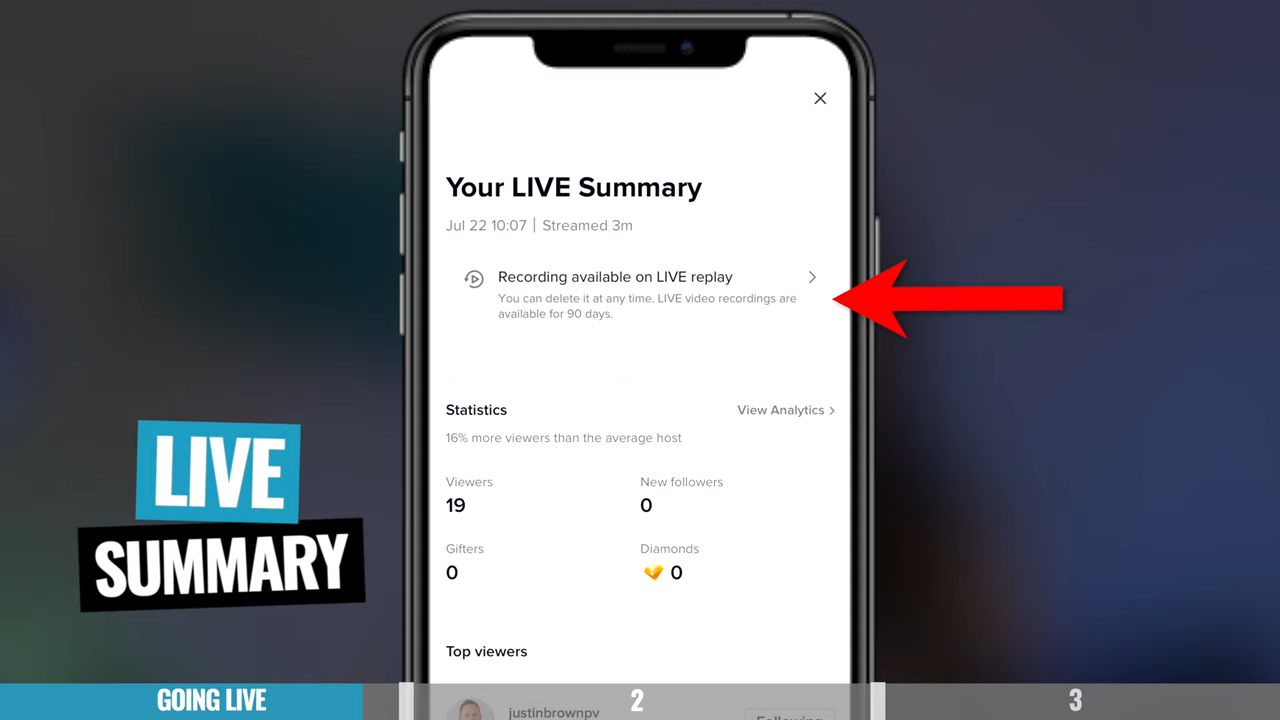 Your LIVE Summary
Jul 22 10:07 | Streamed 3m
Recording available on LIVE replay
You can delete it at any time. LIVE video recordings are
available for 90 days.
Statistics
View Analytics >
16% more viewers than the average host
Viewers
New followers
19
0
Gifters
Diamonds
0
0
Top viewers
justinbrownpv
Following
LIVE
SUMMARY
GOING LIVE
2
3